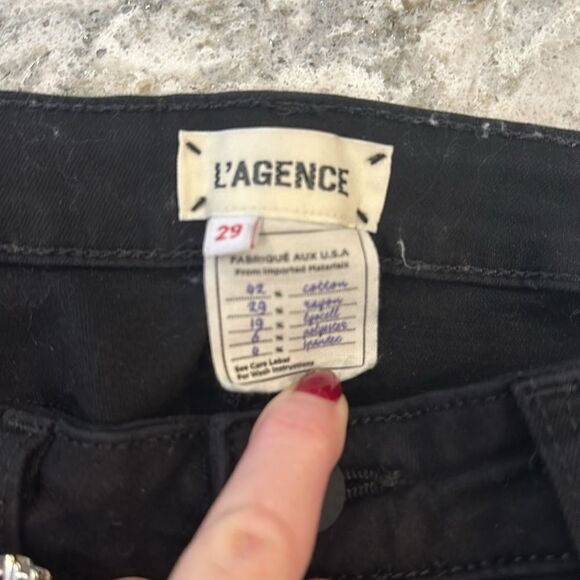 L'AGENCE
29
FABRIQUÉ AUX U.S.A
From Imported Materials
42 % cotton
29 % rayon
19 % lyocell
6 % polyester
4 % spandex
See Care Label
For Wash Instructions